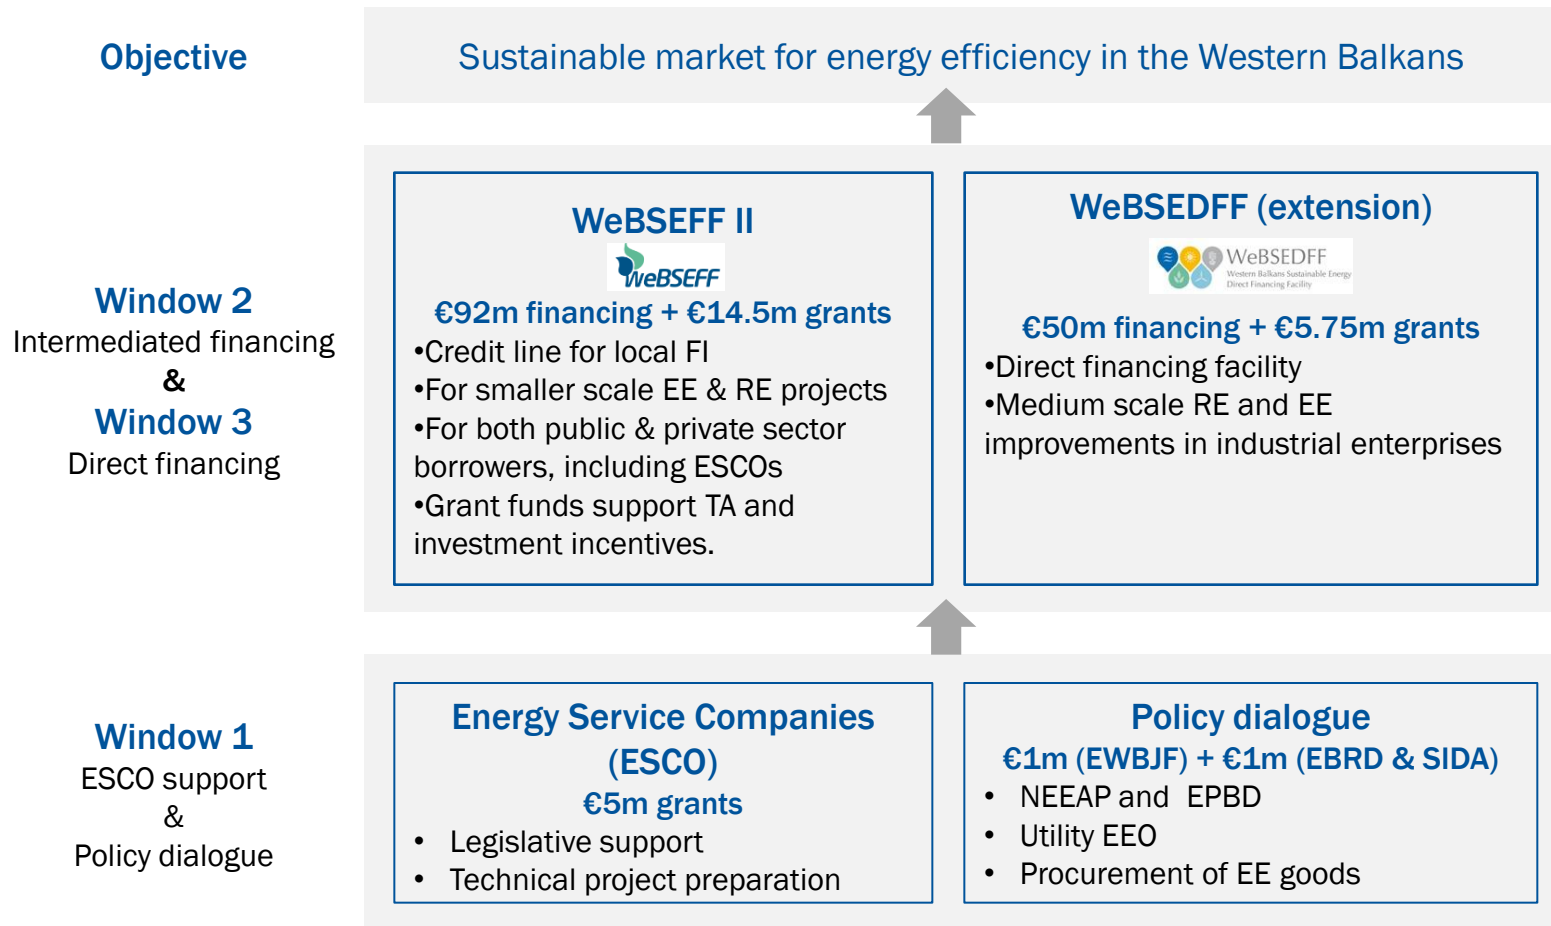 Objective
Sustainable market for energy efficiency in the Western Balkans
Window 2
Intermediated financing
&
Window 3
Direct financing
WeBSEFF II
WeBSEFF
€92m financing + €14.5m grants
•Credit line for local FI
•For smaller scale EE & RE projects
•For both public & private sector
borrowers, including ESCOs
•Grant funds support TA and
investment incentives.
WeBSEDFF (extension)
WeBSEDFF
Western Balkans Sustainable Energy
Direct Financing Facility
€50m financing + €5.75m grants
•Direct financing facility
•Medium scale RE and EE
improvements in industrial enterprises
Window 1
ESCO support
&
Policy dialogue
Energy Service Companies
(ESCO)
€5m grants
• Legislative support
• Technical project preparation
Policy dialogue
€1m (EWBJF) + €1m (EBRD & SIDA)
• NEEAP and EPBD
• Utility EEO
• Procurement of EE goods